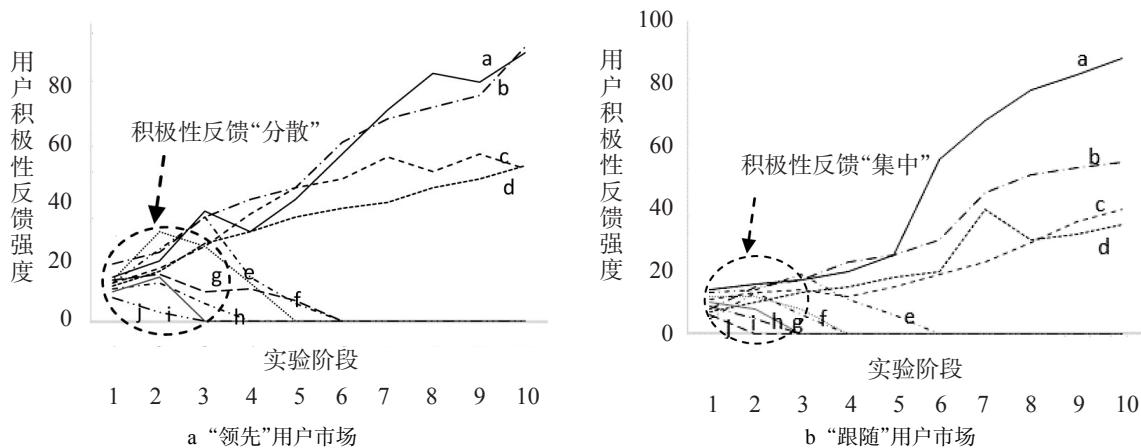 用户积极性反馈强度
80
60
40
20
0
积极性反馈“分散”
a
b
c
d
e
f
g
h
i
J
实验阶段
1 2 3 4 5 6 7 8 9 10
a “领先”用户市场
用户积极性反馈强度
100
80
60
40
20
0
积极性反馈“集中”
a
b
c
d
e
f
g
h
i
J
实验阶段
1 2 3 4 5 6 7 8 9 10
b “跟随”用户市场